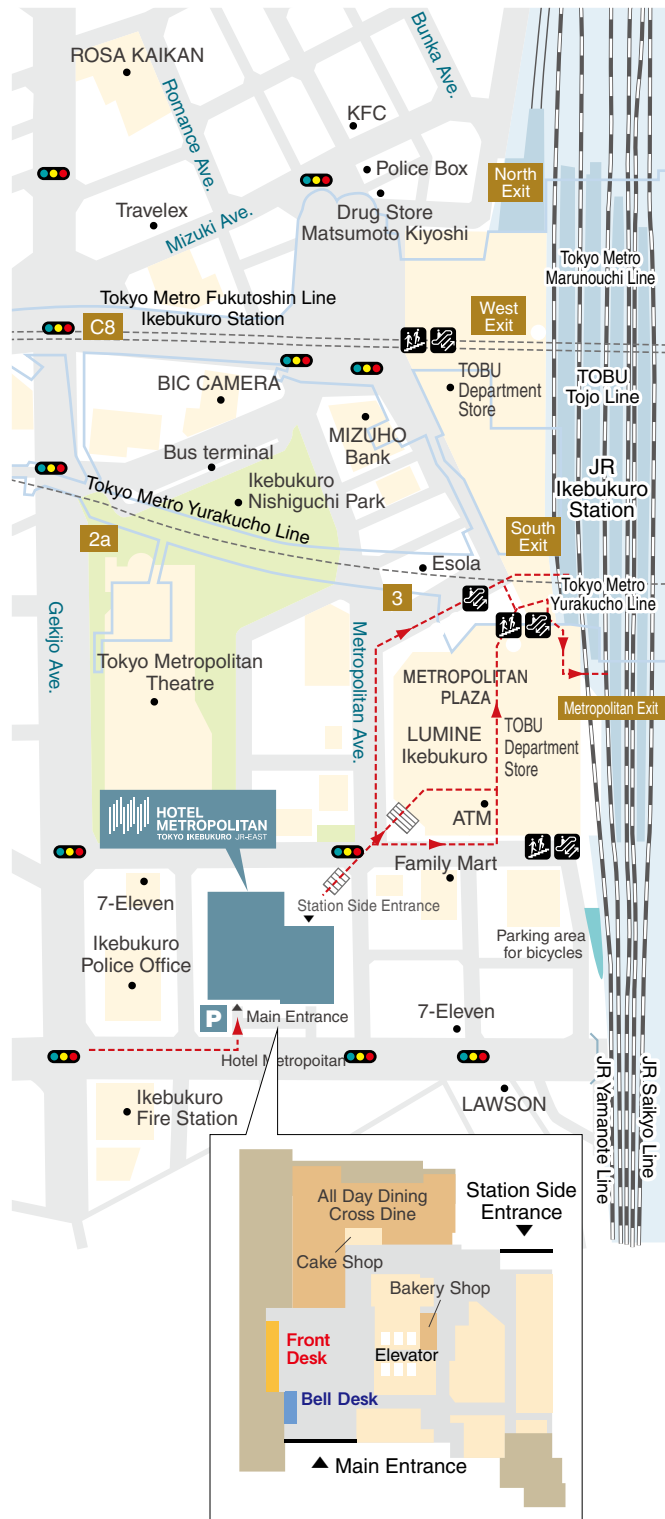 ROSA KAIKAN
Romance Ave.
Bunka Ave.
KFC
Police Box
North
Exit
Drug Store
Matsumoto Kiyoshi
Travelex
Mizuki Ave.
Tokyo Metro
Marunouchi Line
Tokyo Metro Fukutoshin Line
Ikebukuro Station
C8
West
Exit
TOBU
Department
Store
TOBU
Tojo Line
BIC CAMERA
MIZUHO
Bank
Bus terminal
Ikebukuro
Nishiguchi Park
JR
Ikebukuro
Station
Tokyo Metro Yurakucho Line
2a
South
Exit
Esola
3
Tokyo Metro
Yurakucho Line
Gekijo Ave.
Metropolitan Ave.
Tokyo Metropolitan
Theatre
METROPOLITAN
PLAZA
Metropolitan Exit
LUMINE
Ikebukuro
TOBU
Department
Store
HOTEL
METROPOLITAN
TOKYO IKEBUKURO JR-EAST
ATM
Family Mart
7-Eleven
Station Side Entrance
Ikebukuro
Police Office
Parking area
for bicycles
P
Main Entrance
7-Eleven
Hotel Metropoitan
Ikebukuro
Fire Station
LAWSON
JR Yamanote Line
JR Saikyo Line
All Day Dining
Cross Dine
Station Side
Entrance
Cake Shop
Bakery Shop
Front
Desk
Elevator
Bell Desk
Main Entrance